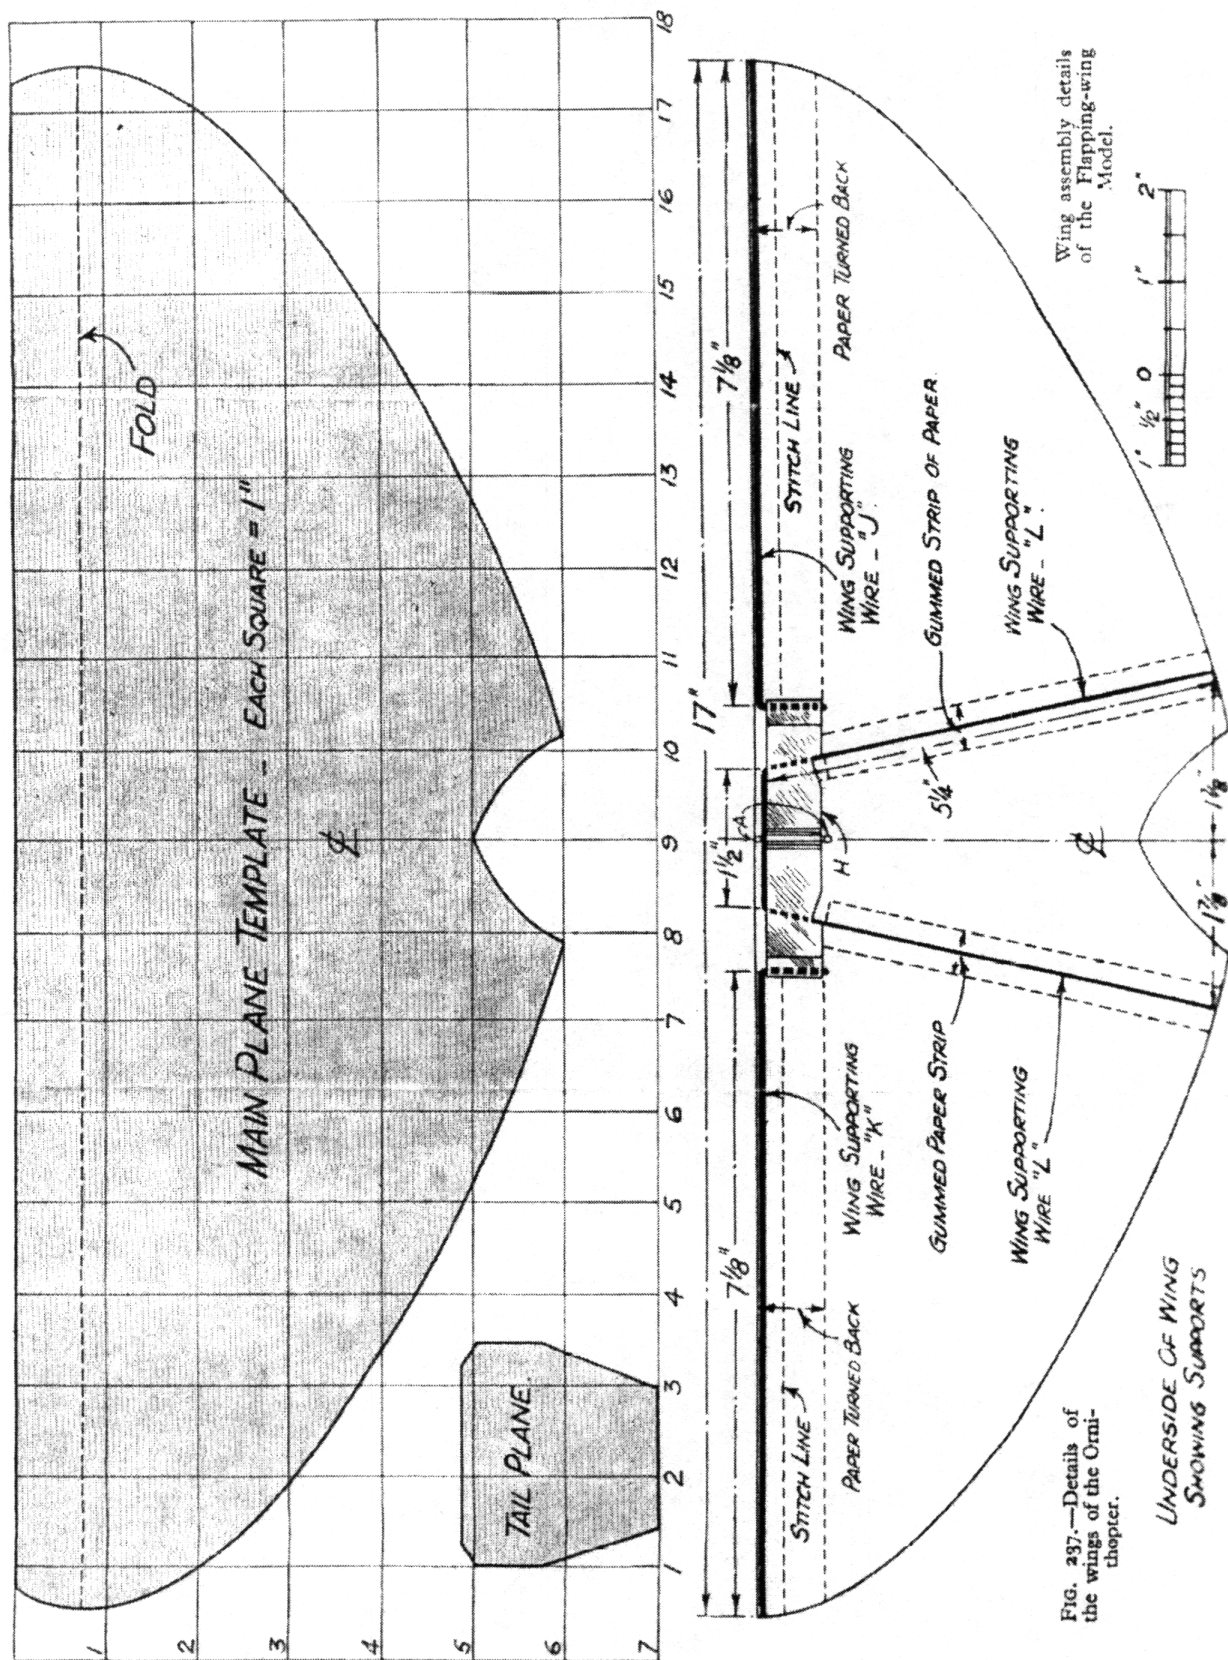 MAIN PLANE TEMPLATE - EACH SQUARE = 1"
FOLD
℄
TAIL PLANE.
1
2
3
4
5
6
7
1
2
3
4
5
6
7
8
9
10
11
12
13
14
15
16
17
18
17"
7⅞"
1½"
7⅛"
A
H
STITCH LINE
PAPER TURNED BACK
WING SUPPORTING
WIRE - "K"
GUMMED PAPER STRIP
WING SUPPORTING
WIRE "L"
STITCH LINE
PAPER TURNED BACK
WING SUPPORTING
WIRE - "J".
GUMMED STRIP OF PAPER.
WING SUPPORTING
WIRE - "L".
5¼"
℄
1⅞"
1⅞"
FIG. 237.—Details of
the wings of the Orni-
thopter.
UNDERSIDE OF WING
SHOWING SUPPORTS
Wing assembly details
of the Flapping-wing
Model.
1" ½" 0 1" 2"